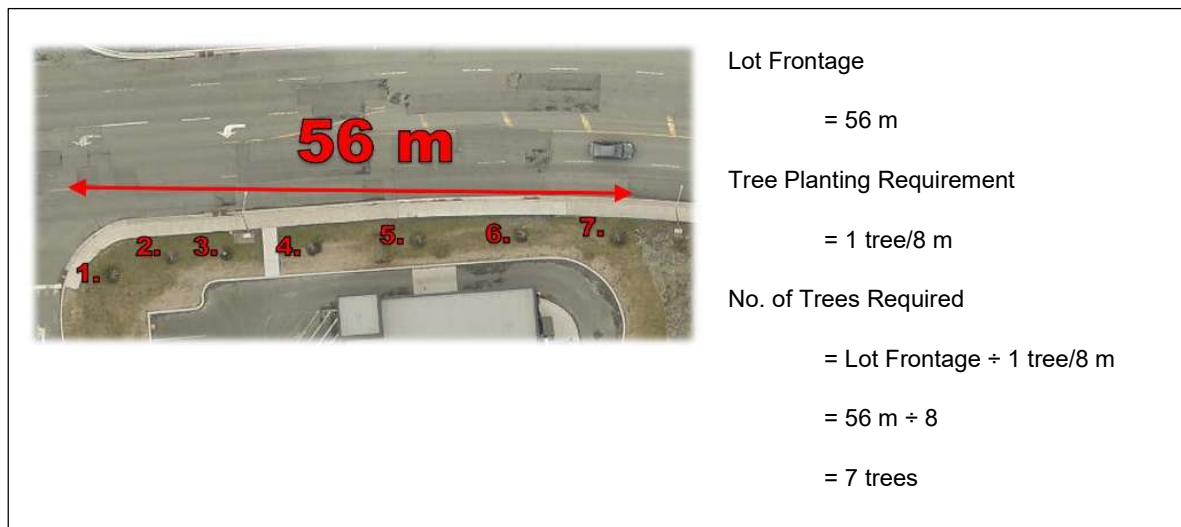 56 m
1.
2.
3.
4.
5.
6.
7.
Lot Frontage
= 56 m
Tree Planting Requirement
= 1 tree/8 m
No. of Trees Required
= Lot Frontage ÷ 1 tree/8 m
= 56 m ÷ 8
= 7 trees